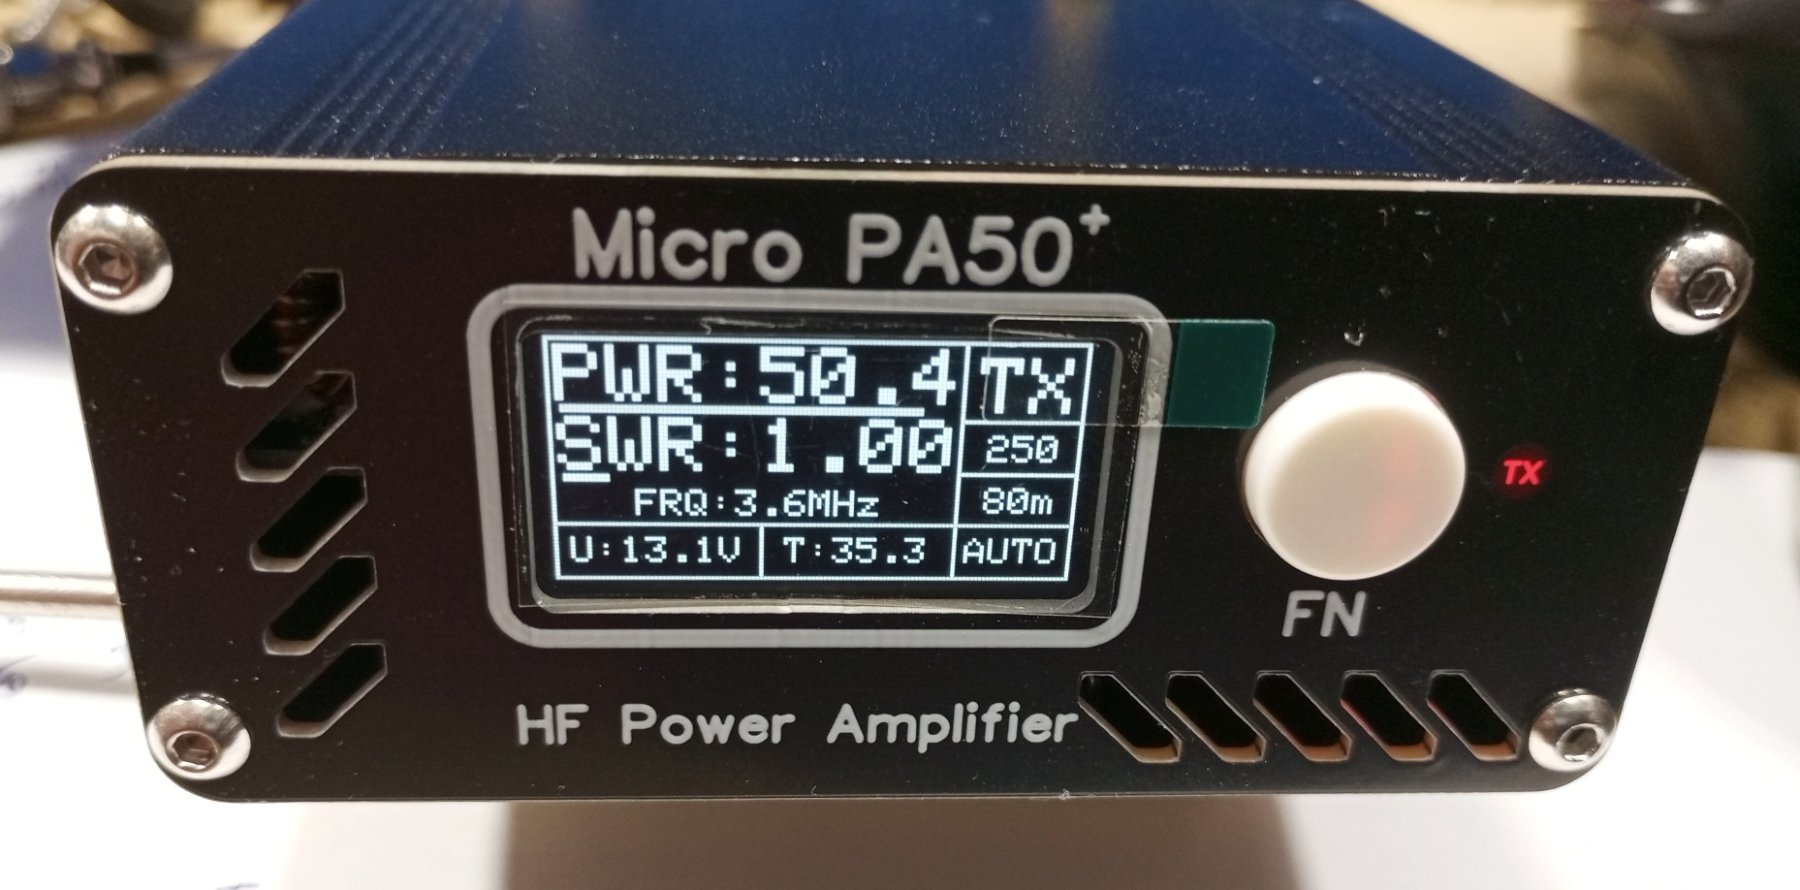 Micro PA50+
PWR:50.4
TX
SWR:1.00
250
FRQ:3.6MHz
80m
U:13.1V
T:35.3
AUTO
TX
FN
HF Power Amplifier